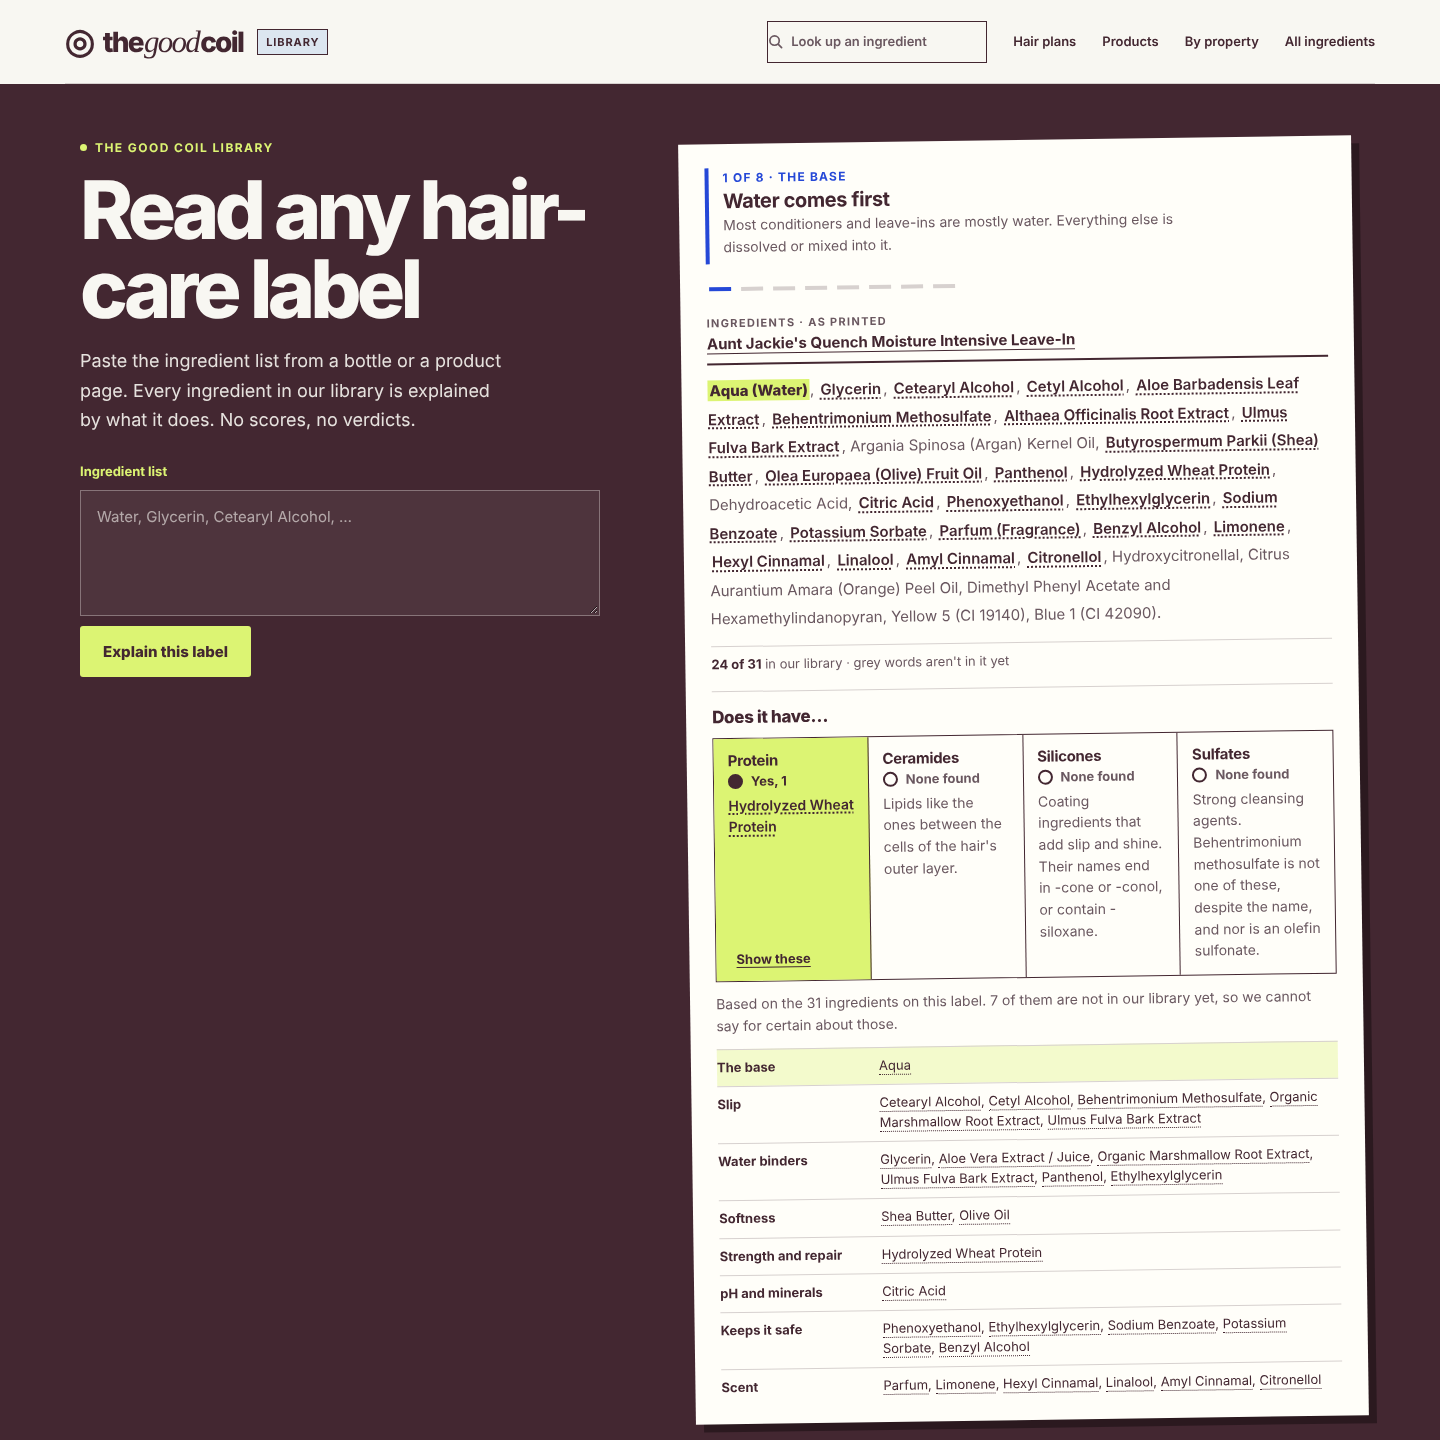 thegoodcoil LIBRARY
Look up an ingredient
Hair plans
Products
By property
All ingredients
THE GOOD COIL LIBRARY
Read any hair-
care label
Paste the ingredient list from a bottle or a product
page. Every ingredient in our library is explained
by what it does. No scores, no verdicts.
Ingredient list
Water, Glycerin, Cetearyl Alcohol, ...
Explain this label
1 OF 8 · THE BASE
Water comes first
Most conditioners and leave-ins are mostly water. Everything else is
dissolved or mixed into it.
INGREDIENTS · AS PRINTED
Aunt Jackie's Quench Moisture Intensive Leave-In
Aqua (Water), Glycerin, Cetearyl Alcohol, Cetyl Alcohol, Aloe Barbadensis Leaf
Extract, Behentrimonium Methosulfate, Althaea Officinalis Root Extract, Ulmus
Fulva Bark Extract, Argania Spinosa (Argan) Kernel Oil, Butyrospermum Parkii (Shea)
Butter, Olea Europaea (Olive) Fruit Oil, Panthenol, Hydrolyzed Wheat Protein,
Dehydroacetic Acid, Citric Acid, Phenoxyethanol, Ethylhexylglycerin, Sodium
Benzoate, Potassium Sorbate, Parfum (Fragrance), Benzyl Alcohol, Limonene,
Hexyl Cinnamal, Linalool, Amyl Cinnamal, Citronellol, Hydroxycitronellal, Citrus
Aurantium Amara (Orange) Peel Oil, Dimethyl Phenyl Acetate and
Hexamethylindanopyran, Yellow 5 (CI 19140), Blue 1 (CI 42090).
24 of 31 in our library · grey words aren't in it yet
Does it have...
Protein
Yes, 1
Hydrolyzed Wheat
Protein
Show these
Ceramides
None found
Lipids like the
ones between the
cells of the hair's
outer layer.
Silicones
None found
Coating
ingredients that
add slip and shine.
Their names end
in -cone or -conol,
or contain -
siloxane.
Sulfates
None found
Strong cleansing
agents.
Behentrimonium
methosulfate is not
one of these,
despite the name,
and nor is an olefin
sulfonate.
Based on the 31 ingredients on this label. 7 of them are not in our library yet, so we cannot
say for certain about those.
The base
Aqua
Slip
Cetearyl Alcohol, Cetyl Alcohol, Behentrimonium Methosulfate, Organic
Marshmallow Root Extract, Ulmus Fulva Bark Extract
Water binders
Glycerin, Aloe Vera Extract / Juice, Organic Marshmallow Root Extract,
Ulmus Fulva Bark Extract, Panthenol, Ethylhexylglycerin
Softness
Shea Butter, Olive Oil
Strength and repair
Hydrolyzed Wheat Protein
pH and minerals
Citric Acid
Keeps it safe
Phenoxyethanol, Ethylhexylglycerin, Sodium Benzoate, Potassium
Sorbate, Benzyl Alcohol
Scent
Parfum, Limonene, Hexyl Cinnamal, Linalool, Amyl Cinnamal, Citronellol